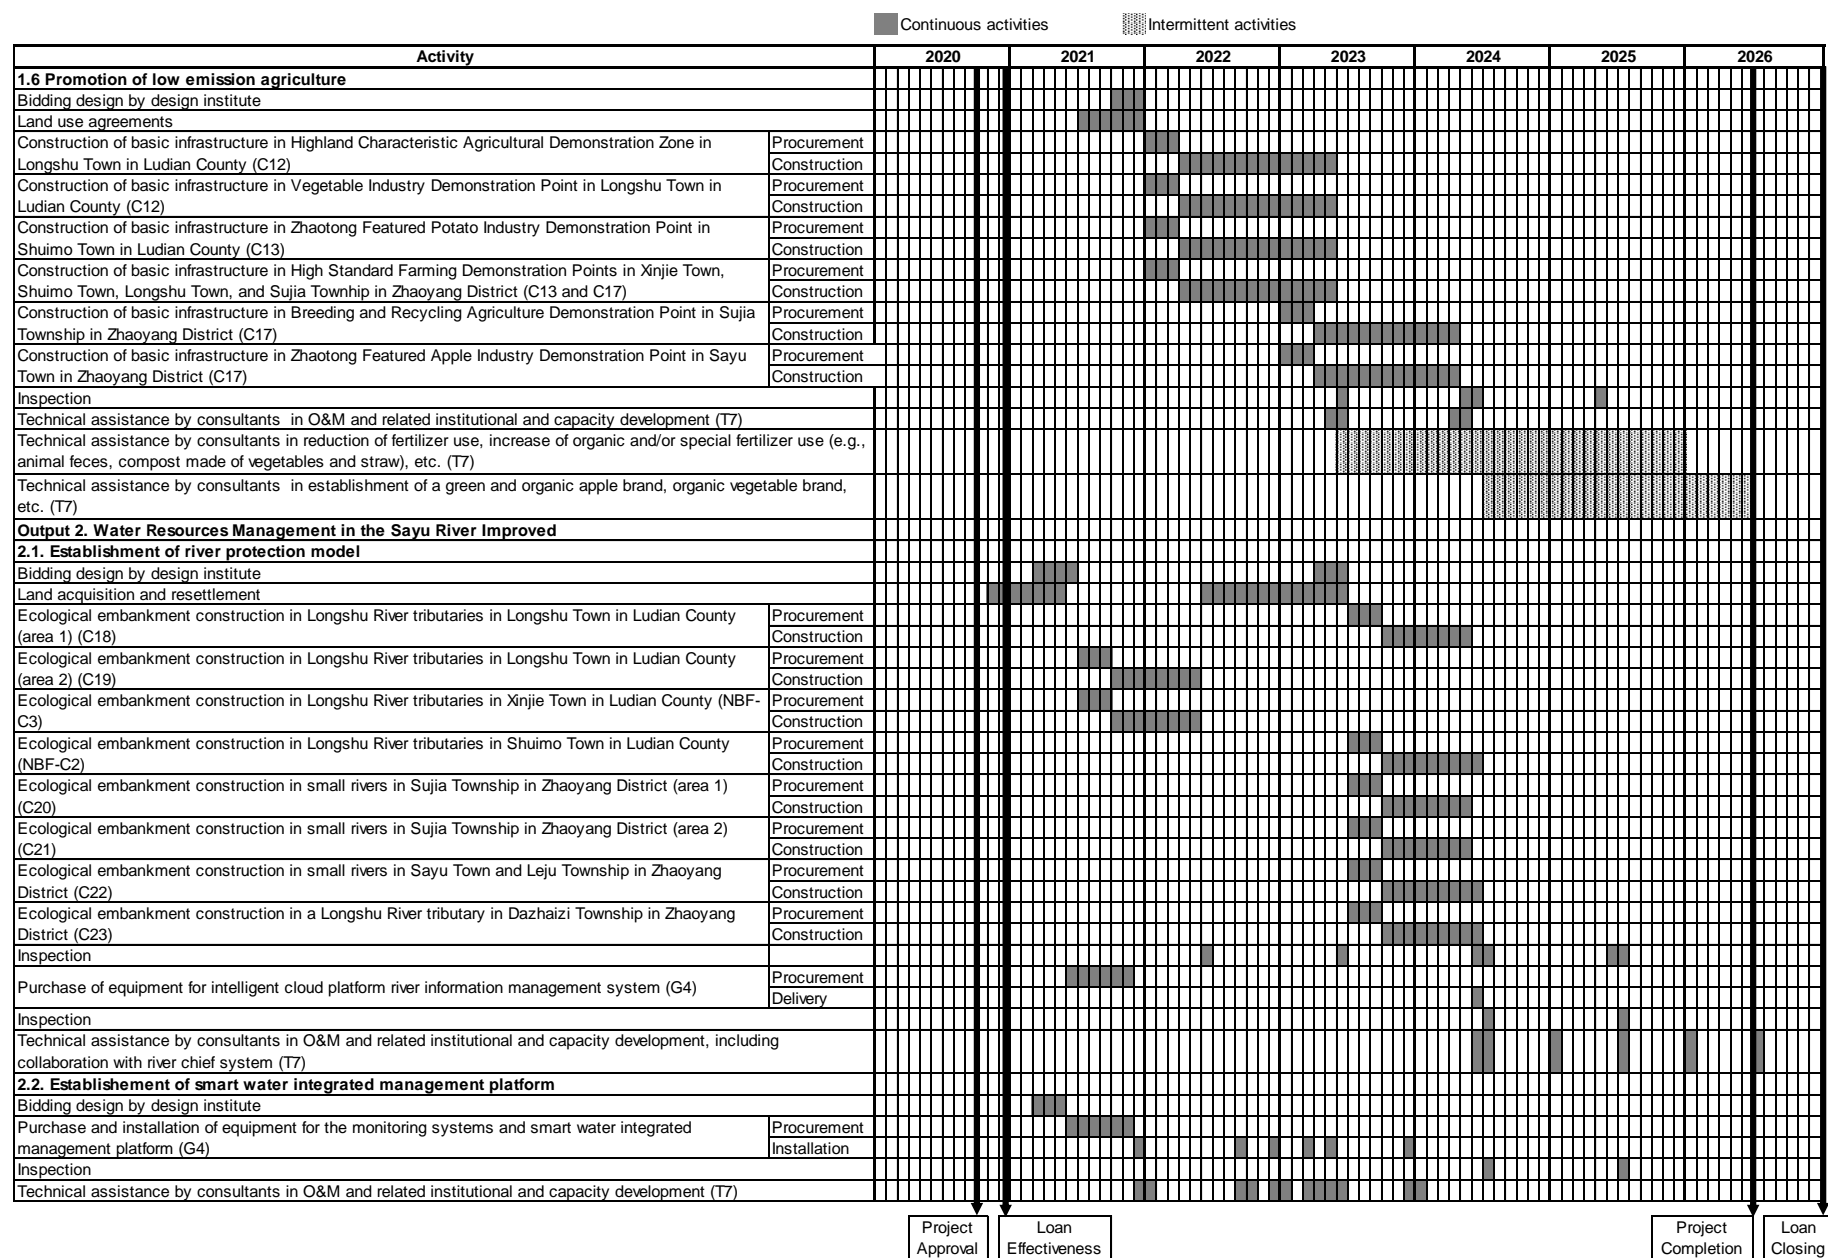 Continuous activities
Intermittent activities
Activity 2020 2021 2022 2023 2024 2025 2026
1.6 Promotion of low emission agriculture
Bidding design by design institute
Land use agreements
Construction of basic infrastructure in Highland Characteristic Agricultural Demonstration Zone in
Longshu Town in Ludian County (C12)
Procurement
Construction
Construction of basic infrastructure in Vegetable Industry Demonstration Point in Longshu Town in
Ludian County (C12)
Procurement
Construction
Construction of basic infrastructure in Zhaotong Featured Potato Industry Demonstration Point in
Shuimo Town in Ludian County (C13)
Procurement
Construction
Construction of basic infrastructure in High Standard Farming Demonstration Points in Xinjie Town,
Shuimo Town, Longshu Town, and Sujia Townhip in Zhaoyang District (C13 and C17)
Procurement
Construction
Construction of basic infrastructure in Breeding and Recycling Agriculture Demonstration Point in Sujia
Township in Zhaoyang District (C17)
Procurement
Construction
Construction of basic infrastructure in Zhaotong Featured Apple Industry Demonstration Point in Sayu
Town in Zhaoyang District (C17)
Procurement
Construction
Inspection
Technical assistance by consultants in O&M and related institutional and capacity development (T7)
Technical assistance by consultants in reduction of fertilizer use, increase of organic and/or special fertilizer use (e.g.,
animal feces, compost made of vegetables and straw), etc. (T7)
Technical assistance by consultants in establishment of a green and organic apple brand, organic vegetable brand,
etc. (T7)
Output 2. Water Resources Management in the Sayu River Improved
2.1. Establishment of river protection model
Bidding design by design institute
Land acquisition and resettlement
Ecological embankment construction in Longshu River tributaries in Longshu Town in Ludian County
(area 1) (C18)
Procurement
Construction
Ecological embankment construction in Longshu River tributaries in Longshu Town in Ludian County
(area 2) (C19)
Procurement
Construction
Ecological embankment construction in Longshu River tributaries in Xinjie Town in Ludian County (NBF-
C3)
Procurement
Construction
Ecological embankment construction in Longshu River tributaries in Shuimo Town in Ludian County
(NBF-C2)
Procurement
Construction
Ecological embankment construction in small rivers in Sujia Township in Zhaoyang District (area 1)
(C20)
Procurement
Construction
Ecological embankment construction in small rivers in Sujia Township in Zhaoyang District (area 2)
(C21)
Procurement
Construction
Ecological embankment construction in small rivers in Sayu Town and Leju Township in Zhaoyang
District (C22)
Procurement
Construction
Ecological embankment construction in a Longshu River tributary in Dazhaizi Township in Zhaoyang
District (C23)
Procurement
Construction
Inspection
Purchase of equipment for intelligent cloud platform river information management system (G4)
Procurement
Delivery
Inspection
Technical assistance by consultants in O&M and related institutional and capacity development, including
collaboration with river chief system (T7)
2.2. Establishement of smart water integrated management platform
Bidding design by design institute
Purchase and installation of equipment for the monitoring systems and smart water integrated
management platform (G4)
Procurement
Installation
Inspection
Technical assistance by consultants in O&M and related institutional and capacity development (T7)
Project
Approval
Loan
Effectiveness
Project
Completion
Loan
Closing